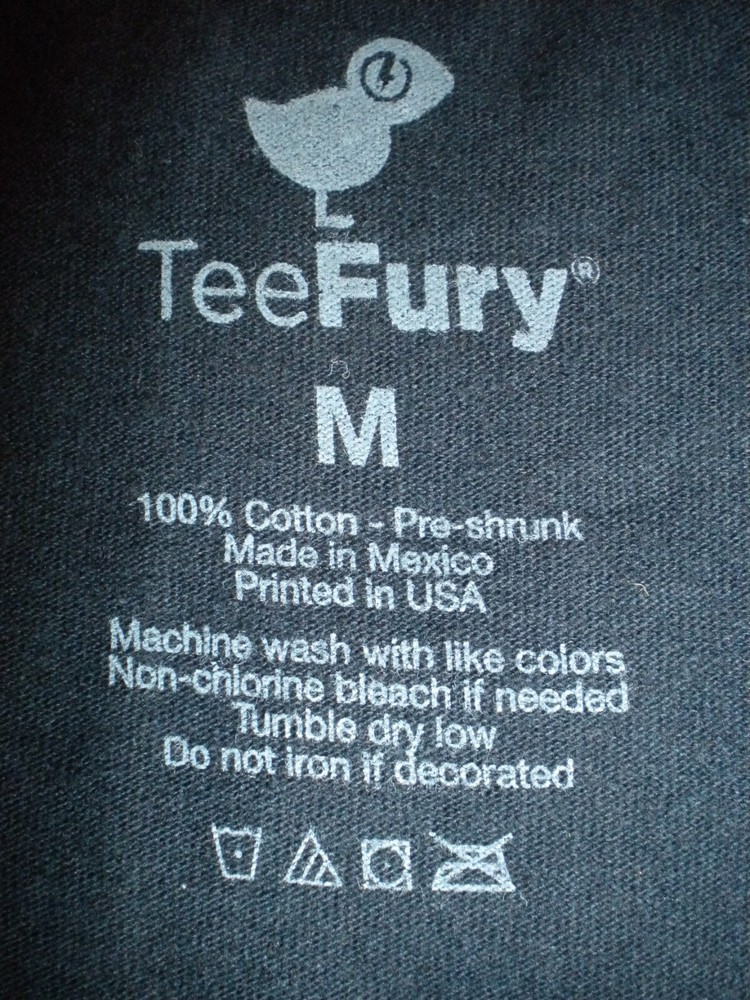 TeeFury®
M
100% Cotton - Pre-shrunk
Made in Mexico
Printed in USA
Machine wash with like colors
Non-chlorine bleach if needed
Tumble dry low
Do not iron if decorated